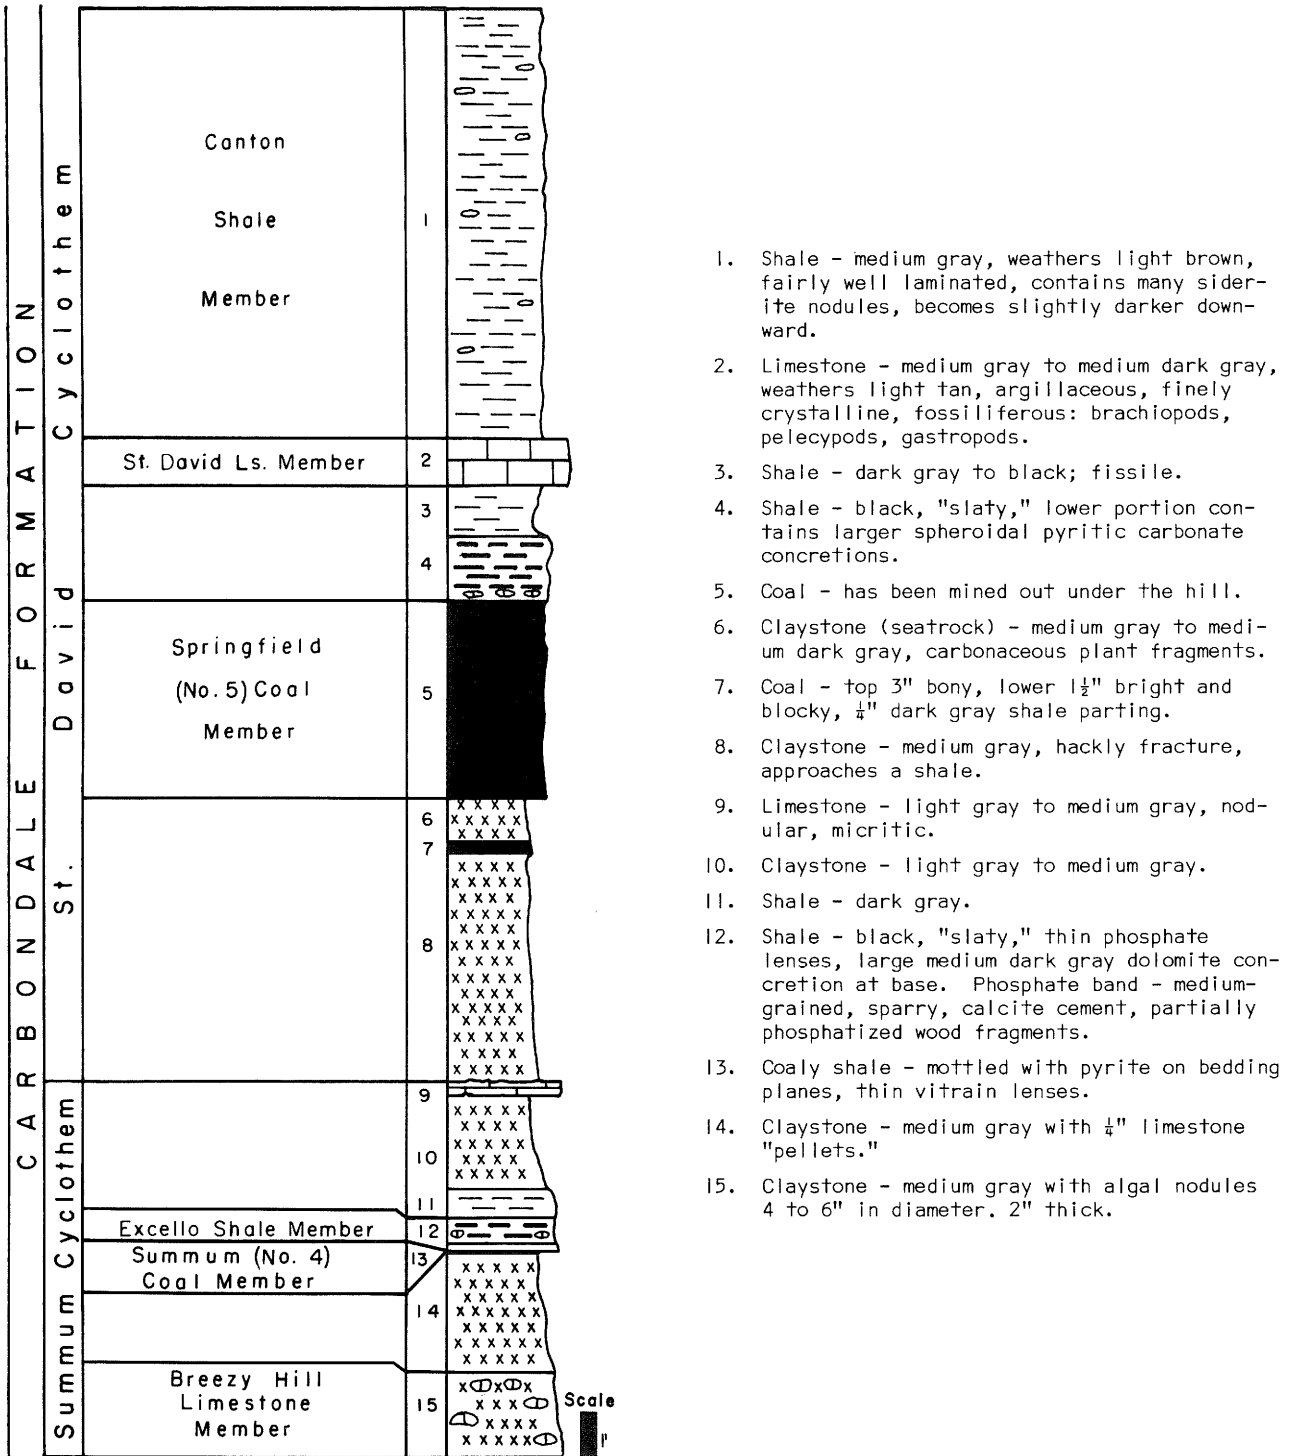 CARBONDALE FORMATION
St. David Cyclothem
Summum Cyclothem
Canton
Shale
Member
1
St. David Ls. Member
2
3
4
Springfield
(No. 5) Coal
Member
5
6
7
8
9
10
11
Excello Shale Member
12
Summum (No. 4)
Coal Member
13
14
Breezy Hill
Limestone
Member
15
Scale
1'
1. Shale - medium gray, weathers light brown,
fairly well laminated, contains many sider-
ite nodules, becomes slightly darker down-
ward.
2. Limestone - medium gray to medium dark gray,
weathers light tan, argillaceous, finely
crystalline, fossiliferous: brachiopods,
pelecypods, gastropods.
3. Shale - dark gray to black; fissile.
4. Shale - black, "slaty," lower portion con-
tains larger spheroidal pyritic carbonate
concretions.
5. Coal - has been mined out under the hill.
6. Claystone (seatrock) - medium gray to medi-
um dark gray, carbonaceous plant fragments.
7. Coal - top 3" bony, lower 1½" bright and
blocky, ¼" dark gray shale parting.
8. Claystone - medium gray, hackly fracture,
approaches a shale.
9. Limestone - light gray to medium gray, nod-
ular, micritic.
10. Claystone - light gray to medium gray.
11. Shale - dark gray.
12. Shale - black, "slaty," thin phosphate
lenses, large medium dark gray dolomite con-
cretion at base. Phosphate band - medium-
grained, sparry, calcite cement, partially
phosphatized wood fragments.
13. Coaly shale - mottled with pyrite on bedding
planes, thin vitrain lenses.
14. Claystone - medium gray with ¼" limestone
"pellets."
15. Claystone - medium gray with algal nodules
4 to 6" in diameter. 2" thick.